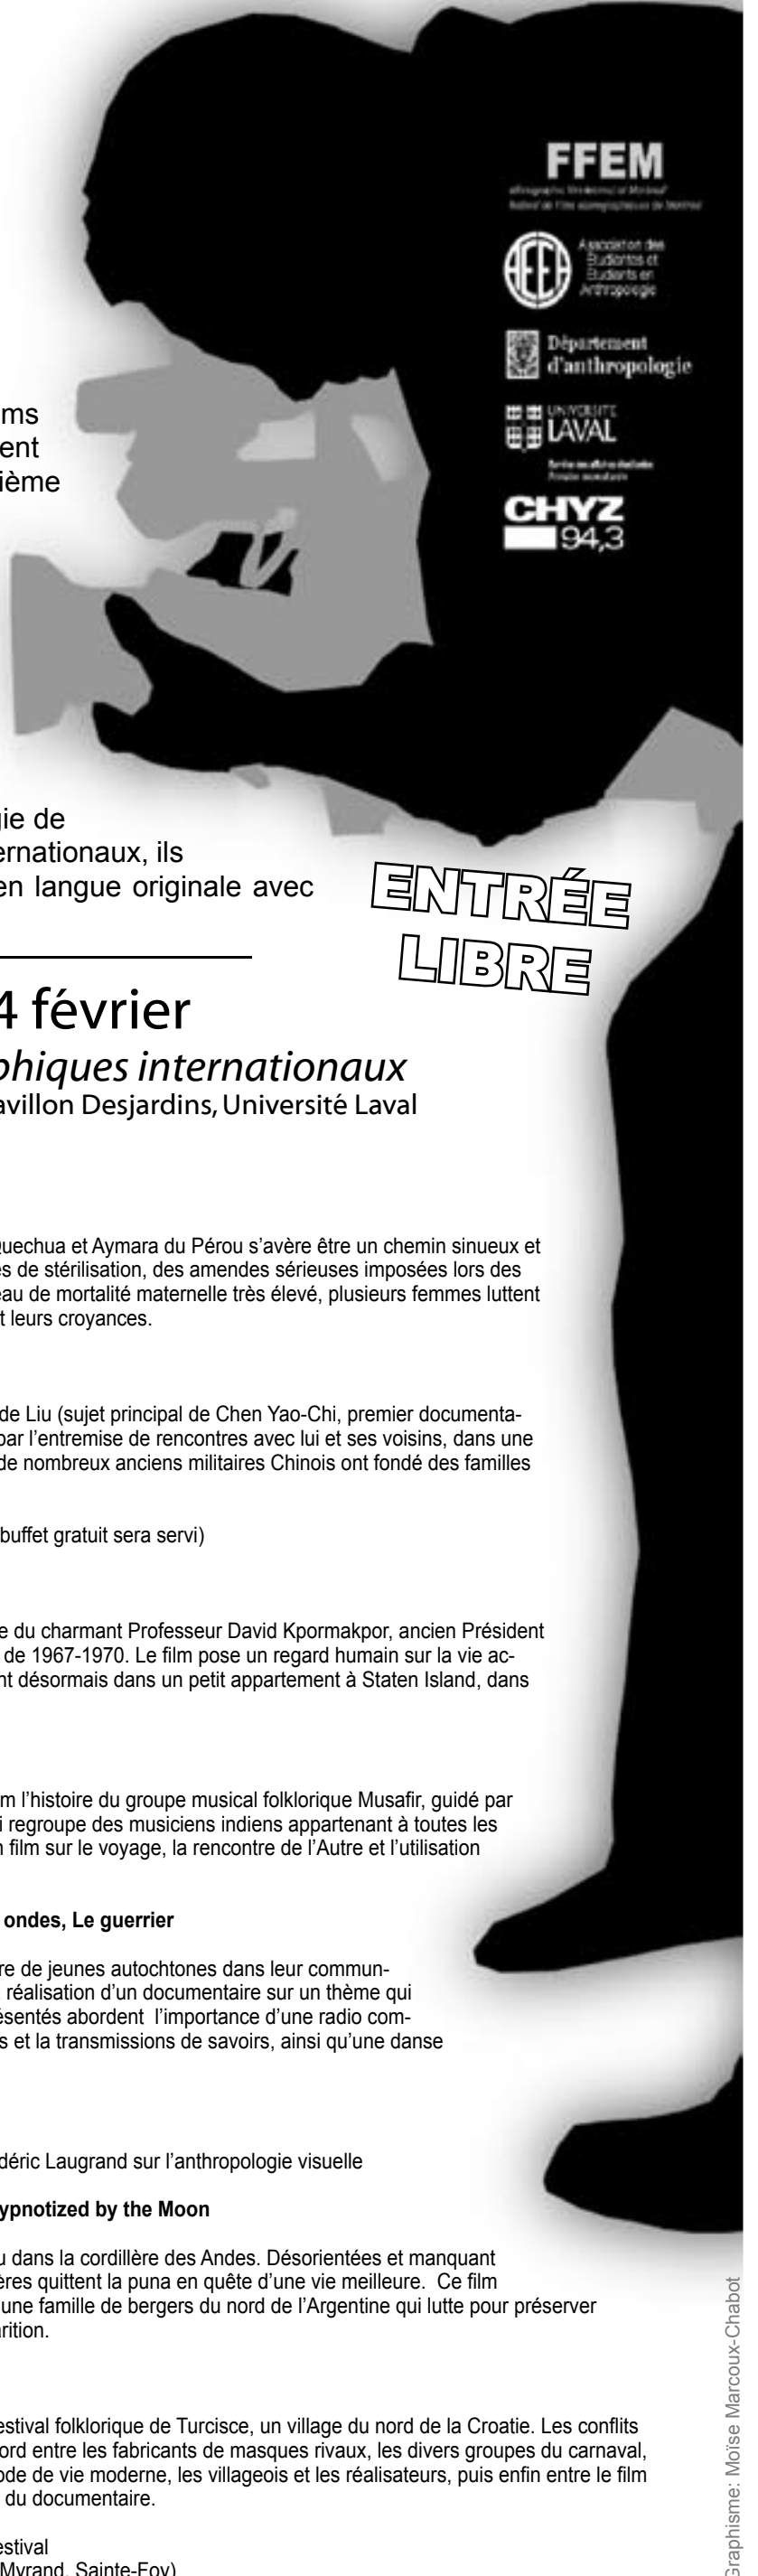 FFEM
AEEA
Association des
Étudiantes et
Étudiants en
Anthropologie
Département
d'anthropologie
UNIVERSITÉ
LAVAL
CHYZ
94,3
ms
ent
ième
gie de
ernationaux, ils
en langue originale avec
ENTRÉE
LIBRE
4 février
phiques internationaux
avillon Desjardins, Université Laval
Quechua et Aymara du Pérou s'avère être un chemin sinueux et
es de stérilisation, des amendes sérieuses imposées lors des
eau de mortalité maternelle très élevé, plusieurs femmes luttent
t leurs croyances.
de Liu (sujet principal de Chen Yao-Chi, premier documenta-
par l'entremise de rencontres avec lui et ses voisins, dans une
de nombreux anciens militaires Chinois ont fondé des familles
buffet gratuit sera servi)
e du charmant Professeur David Kpormakpor, ancien Président
de 1967-1970. Le film pose un regard humain sur la vie ac-
nt désormais dans un petit appartement à Staten Island, dans
m l'histoire du groupe musical folklorique Musafir, guidé par
i regroupe des musiciens indiens appartenant à toutes les
n film sur le voyage, la rencontre de l'Autre et l'utilisation
ondes, Le guerrier
re de jeunes autochtones dans leur commun-
réalisation d'un documentaire sur un thème qui
ésentés abordent l'importance d'une radio com-
s et la transmissions de savoirs, ainsi qu'une danse
déric Laugrand sur l'anthropologie visuelle
ypnotized by the Moon
u dans la cordillère des Andes. Désorientées et manquant
ères quittent la puna en quête d'une vie meilleure. Ce film
une famille de bergers du nord de l'Argentine qui lutte pour préserver
arition.
estival folklorique de Turcisce, un village du nord de la Croatie. Les conflits
ord entre les fabricants de masques rivaux, les divers groupes du carnaval,
ode de vie moderne, les villageois et les réalisateurs, puis enfin entre le film
du documentaire.
estival
Myrand, Sainte-Foy)
Graphisme: Moïse Marcoux-Chabot